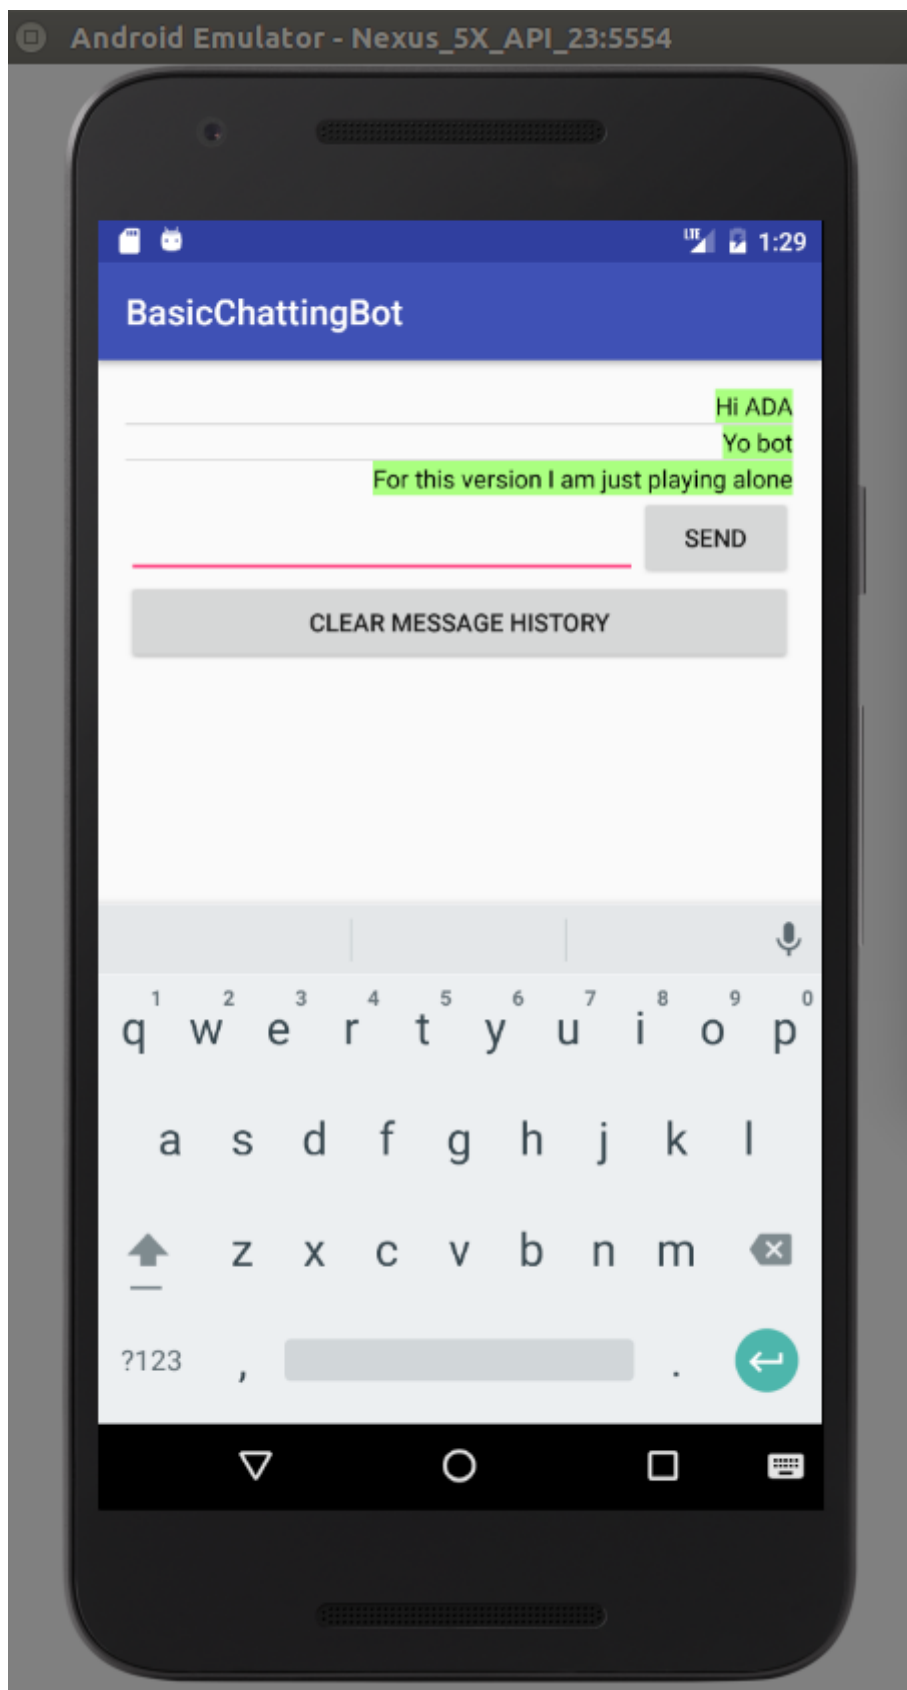 Android Emulator - Nexus_5X_API_23:5554
LTE 1:29
BasicChattingBot
Hi ADA
Yo bot
For this version I am just playing alone
SEND
CLEAR MESSAGE HISTORY
1 2 3 4 5 6 7 8 9 0
q w e r t y u i o p
a s d f g h j k l
z x c v b n m
?123 , .